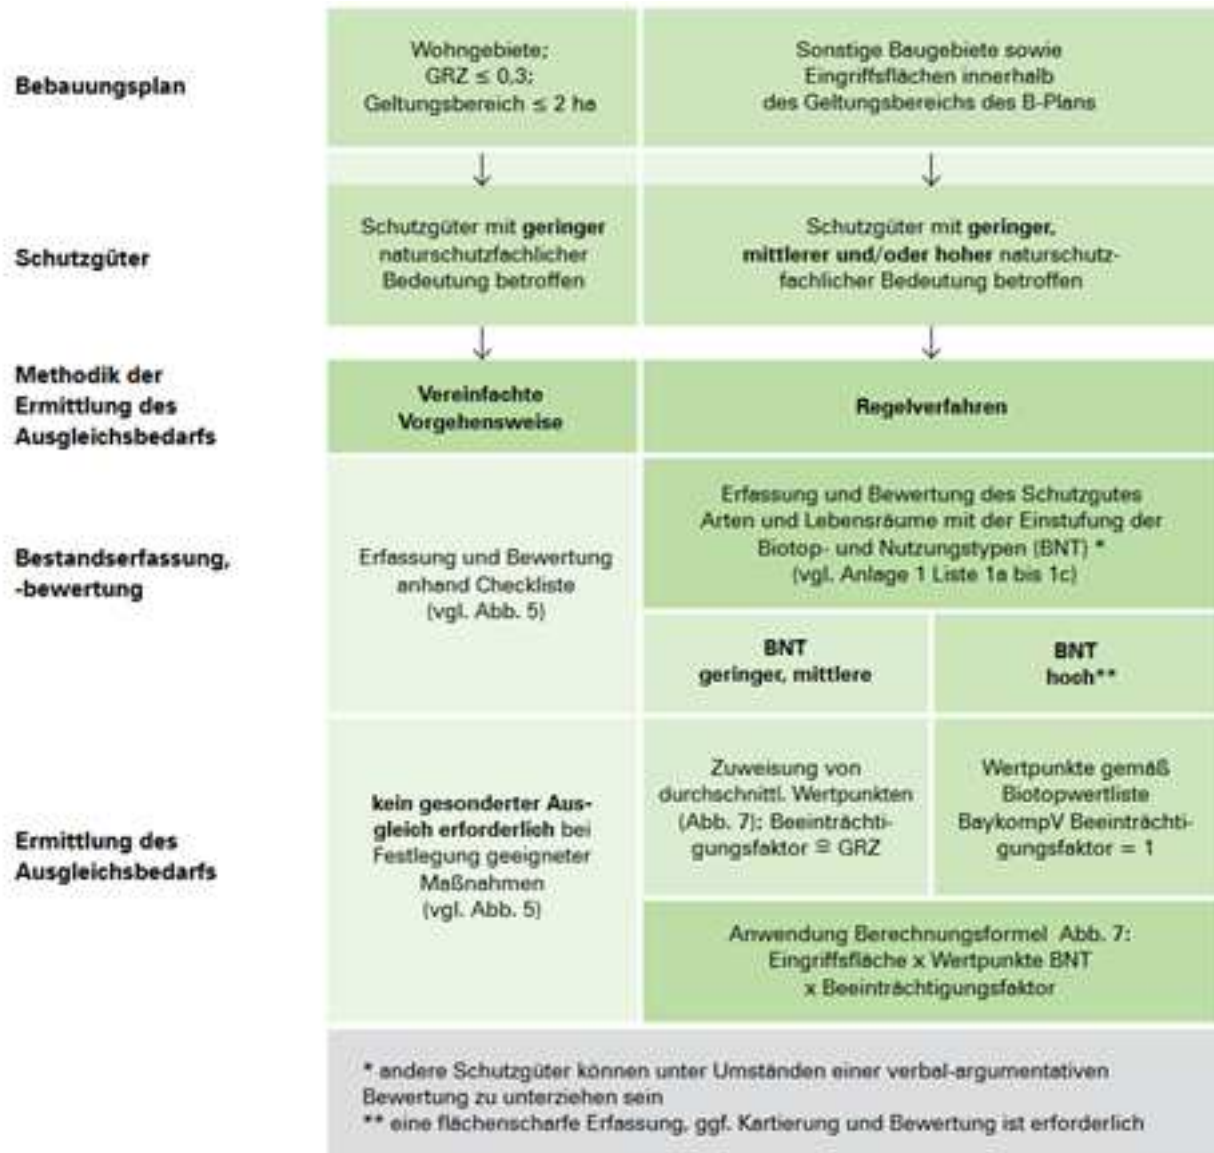 Bebauungsplan
Wohngebiete;
GRZ ≤ 0,3;
Geltungsbereich ≤ 2 ha
Sonstige Baugebiete sowie
Eingriffsflächen innerhalb
des Geltungsbereichs des B-Plans
Schutzgüter
Schutzgüter mit geringer
naturschutzfachlicher
Bedeutung betroffen
Schutzgüter mit geringer,
mittlerer und/oder hoher naturschutz-
fachlicher Bedeutung betroffen
Methodik der
Ermittlung des
Ausgleichsbedarfs
Vereinfachte
Vorgehensweise
Regelverfahren
Bestandserfassung,
-bewertung
Erfassung und Bewertung
anhand Checkliste
(vgl. Abb. 5)
Erfassung und Bewertung des Schutzgutes
Arten und Lebensräume mit der Einstufung der
Biotop- und Nutzungstypen (BNT) *
(vgl. Anlage 1 Liste 1a bis 1c)
BNT
geringer, mittlere
BNT
hoch**
Ermittlung des
Ausgleichsbedarfs
kein gesonderter Aus-
gleich erforderlich bei
Festlegung geeigneter
Maßnahmen
(vgl. Abb. 5)
Zuweisung von
durchschnittl. Wertpunkten
(Abb. 7); Beeinträchti-
gungsfaktor ≙ GRZ
Wertpunkte gemäß
Biotopwertliste
BaykompV Beeinträchti-
gungsfaktor = 1
Anwendung Berechnungsformel Abb. 7:
Eingriffsfläche x Wertpunkte BNT
x Beeinträchtigungsfaktor
* andere Schutzgüter können unter Umständen einer verbal-argumentativen
Bewertung zu unterziehen sein
** eine flächenscharfe Erfassung, ggf. Kartierung und Bewertung ist erforderlich